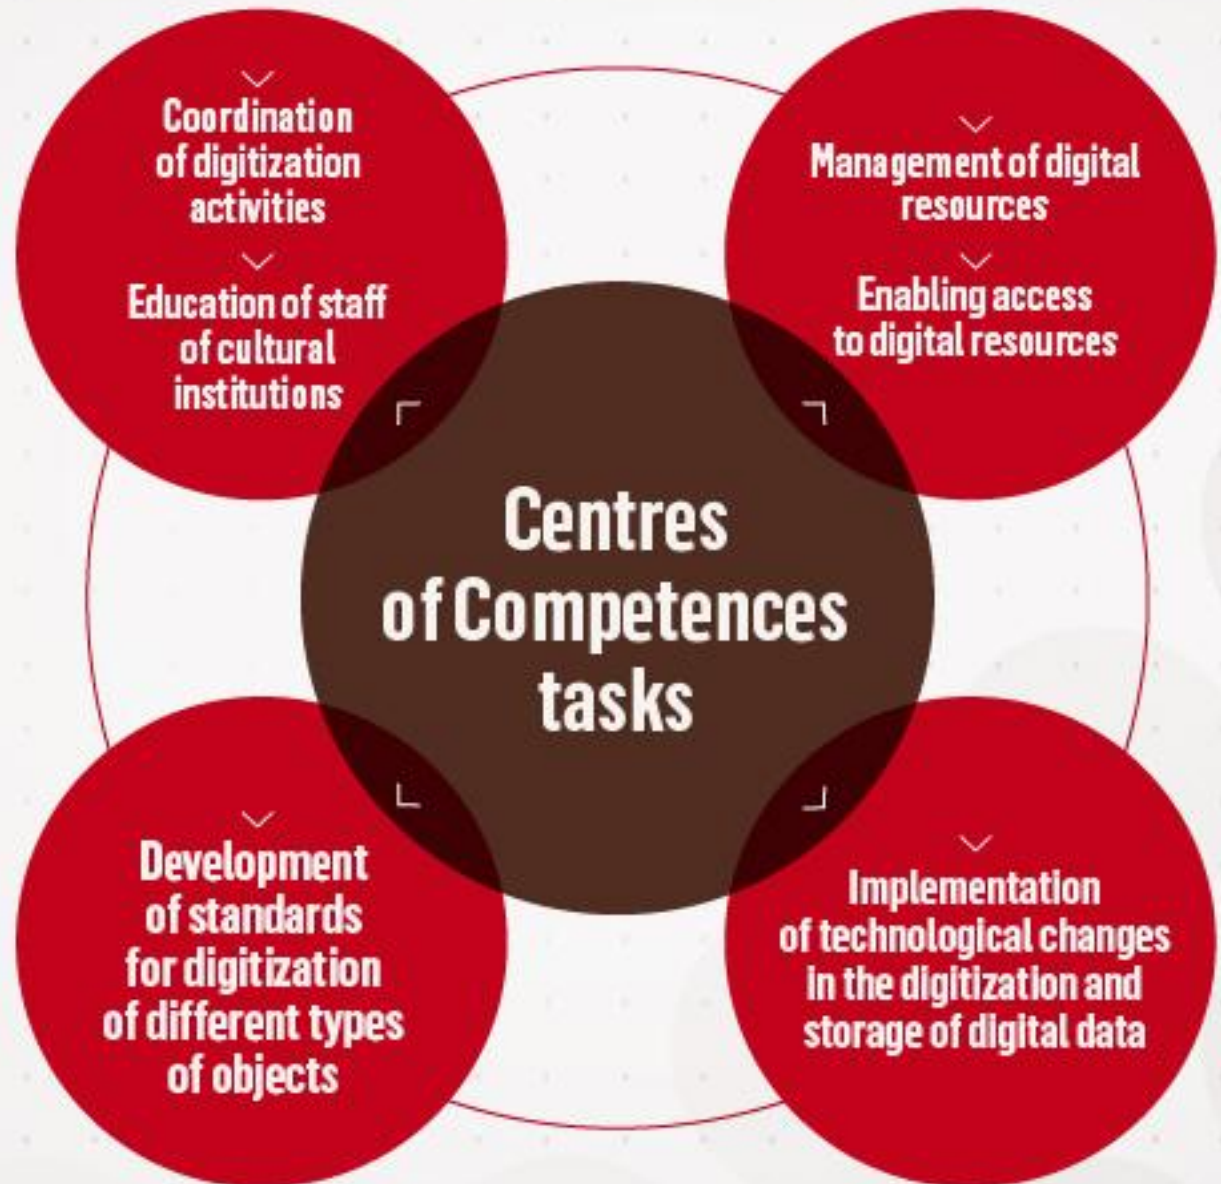 Coordination
of digitization
activities
Education of staff
of cultural
institutions
Management of digital
resources
Enabling access
to digital resources
Centres
of Competences
tasks
Development
of standards
for digitization
of different types
of objects
Implementation
of technological changes
in the digitization and
storage of digital data